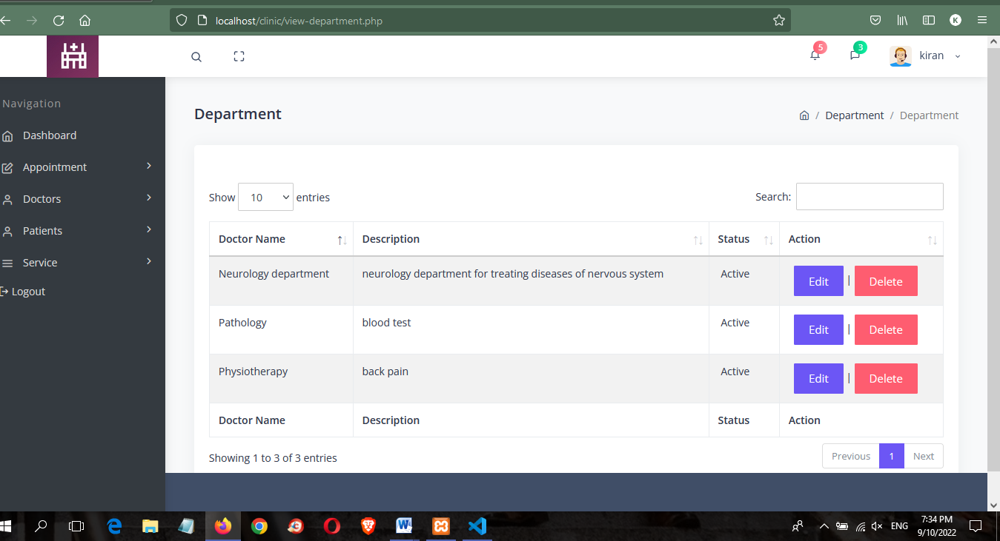 localhost/clinic/view-department.php
K
5
3
kiran
Navigation
Dashboard
Appointment
Doctors
Patients
Service
Logout
Department
/ Department / Department
Show 10 entries
Search:
Doctor Name Description Status Action
Neurology department neurology department for treating diseases of nervous system Active Edit | Delete
Pathology blood test Active Edit | Delete
Physiotherapy back pain Active Edit | Delete
Doctor Name Description Status Action
Showing 1 to 3 of 3 entries
Previous 1 Next
ENG
7:34 PM
9/10/2022